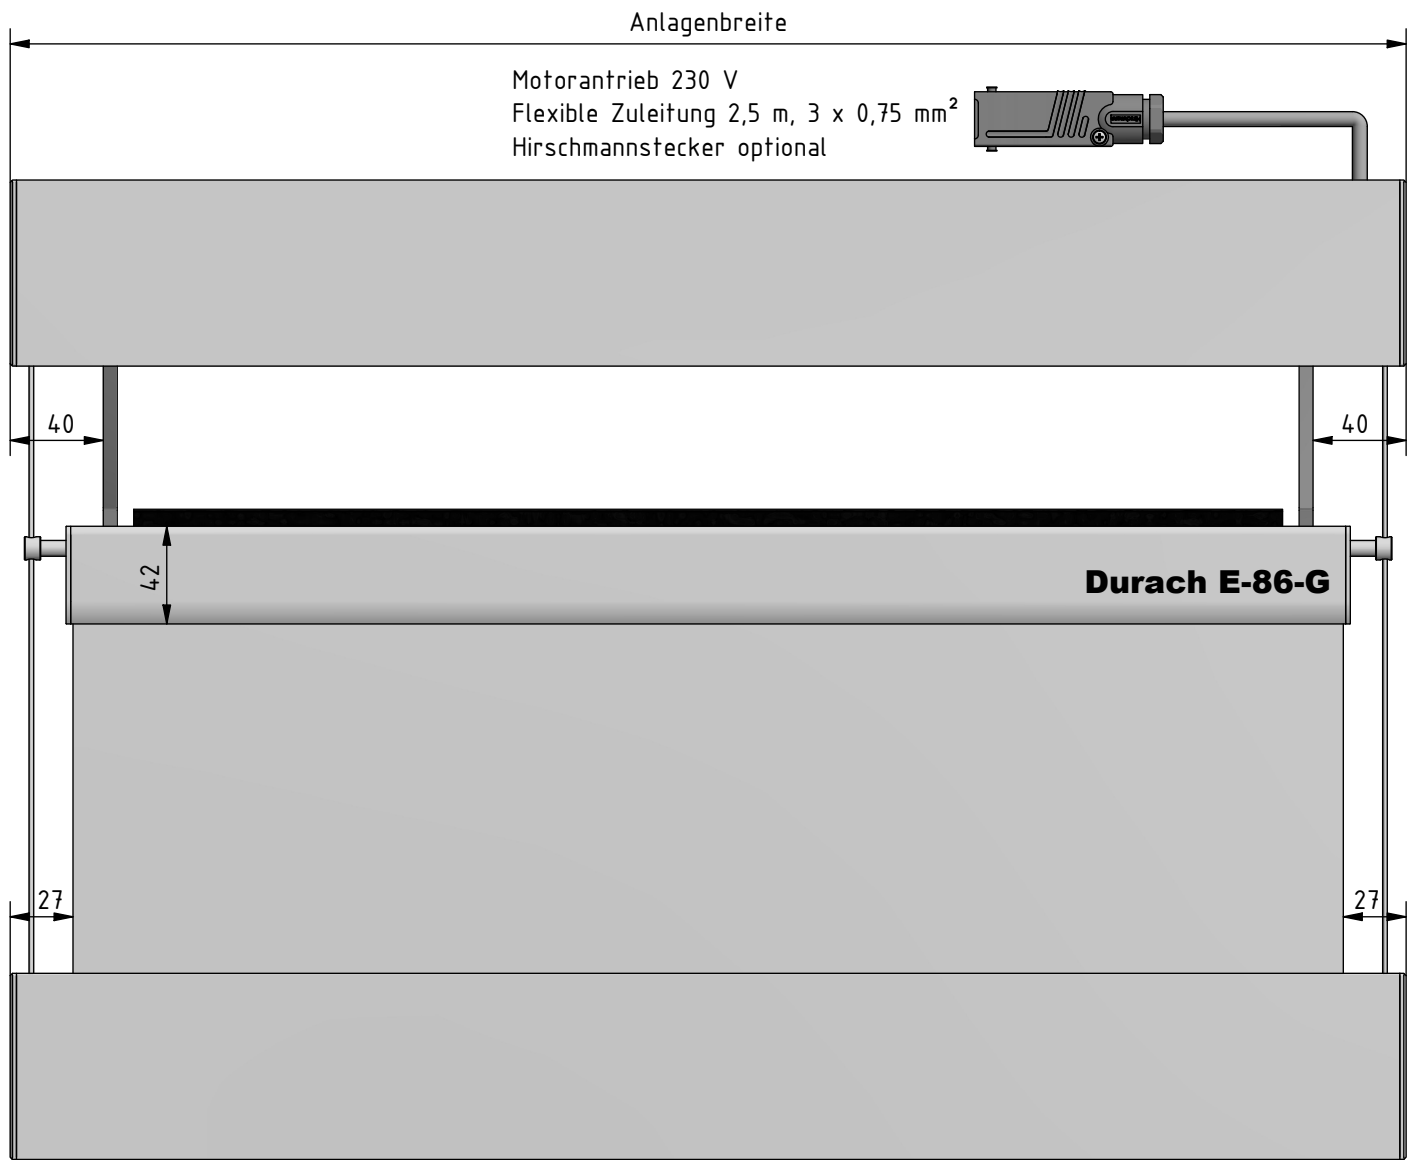 Anlagenbreite
Motorantrieb 230 V
Flexible Zuleitung 2,5 m, 3 x 0,75 mm²
Hirschmannstecker optional
40
40
42
Durach E-86-G
27
27